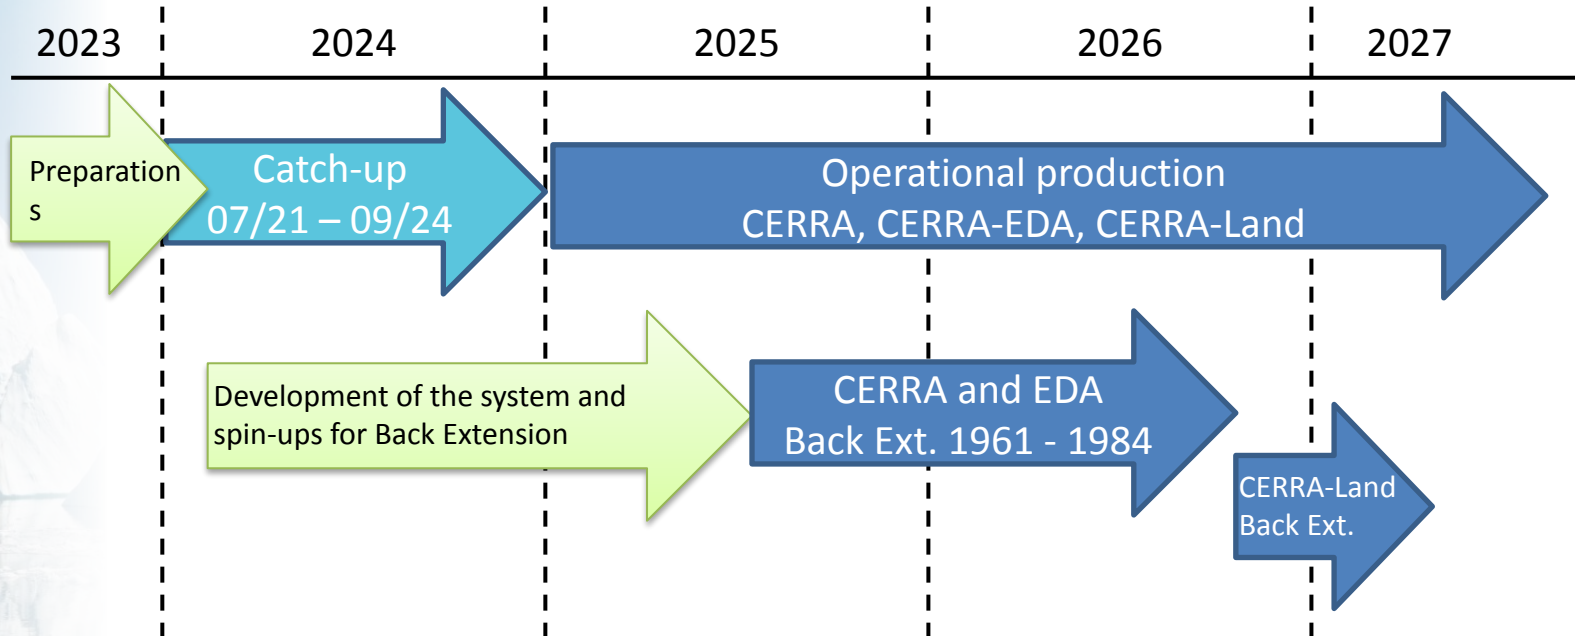 2023 2024 2025 2026 2027
Preparation
s
Catch-up
07/21 – 09/24
Operational production
CERRA, CERRA-EDA, CERRA-Land
Development of the system and
spin-ups for Back Extension
CERRA and EDA
Back Ext. 1961 - 1984
CERRA-Land
Back Ext.